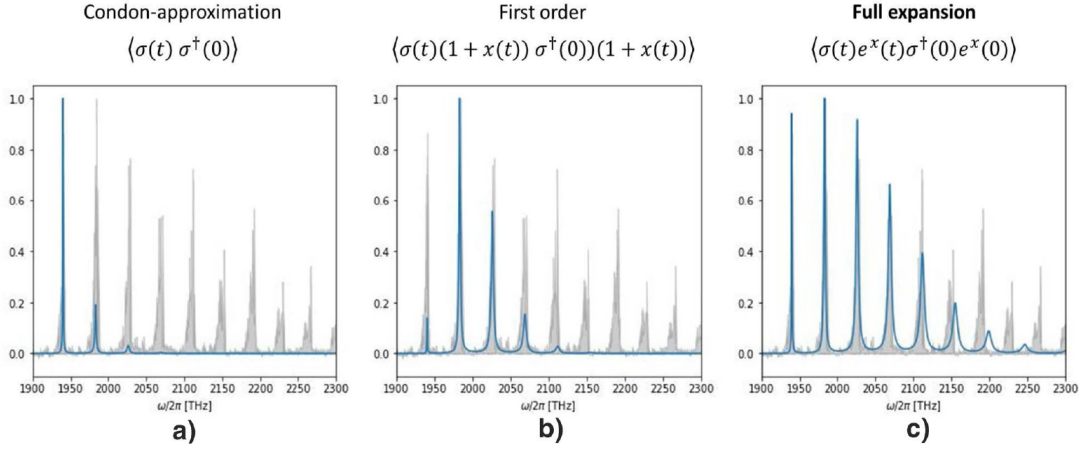 Condon-approximation
⟨σ(t) σ†(0)⟩
1.0
0.8
0.6
0.4
0.2
0.0
1900 1950 2000 2050 2100 2150 2200 2250 2300
ω/2π [THz]
a)
First order
⟨σ(t)(1 + x(t)) σ†(0))(1 + x(t))⟩
1.0
0.8
0.6
0.4
0.2
0.0
1900 1950 2000 2050 2100 2150 2200 2250 2300
ω/2π [THz]
b)
Full expansion
⟨σ(t)eˣ(t)σ†(0)eˣ(0)⟩
1.0
0.8
0.6
0.4
0.2
0.0
1900 1950 2000 2050 2100 2150 2200 2250 2300
ω/2π [THz]
c)